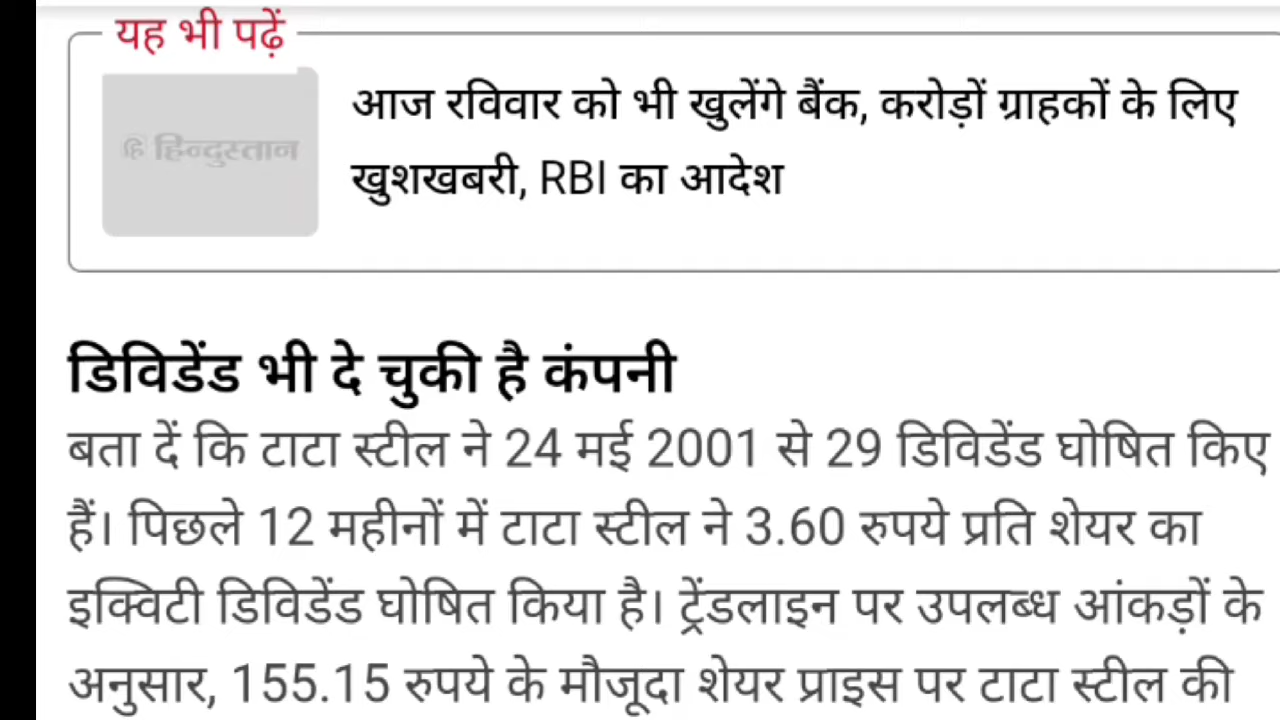 यह भी पढ़ें
हि हिन्दुस्तान
आज रविवार को भी खुलेंगे बैंक, करोड़ों ग्राहकों के लिए
खुशखबरी, RBI का आदेश
डिविडेंड भी दे चुकी है कंपनी
बता दें कि टाटा स्टील ने 24 मई 2001 से 29 डिविडेंड घोषित किए
हैं। पिछले 12 महीनों में टाटा स्टील ने 3.60 रुपये प्रति शेयर का
इक्विटी डिविडेंड घोषित किया है। ट्रेंडलाइन पर उपलब्ध आंकड़ों के
अनुसार, 155.15 रुपये के मौजूदा शेयर प्राइस पर टाटा स्टील की